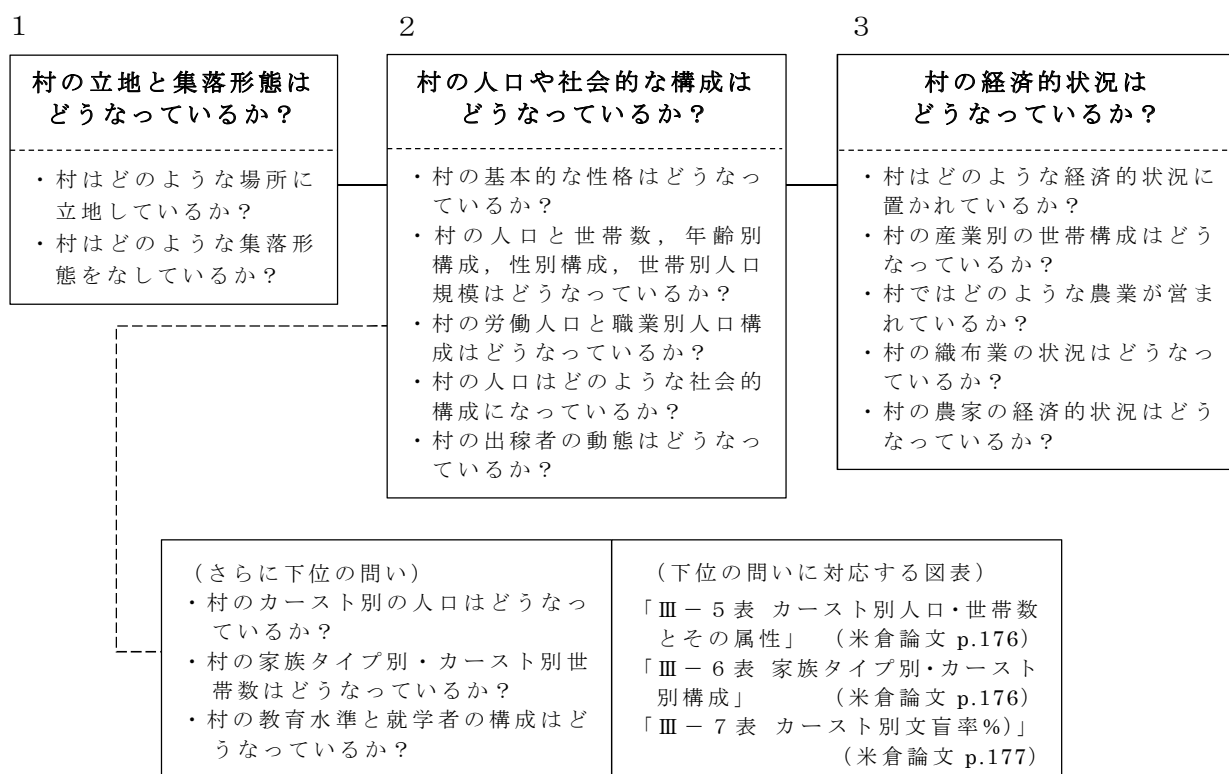 1
村の立地と集落形態は
どうなっているか？
・村はどのような場所に
立地しているか？
・村はどのような集落形
態をなしているか？
2
村の人口や社会的な構成は
どうなっているか？
・村の基本的な性格はどうなっ
ているか？
・村の人口と世帯数，年齢別
構成，性別構成，世帯別人口
規模はどうなっているか？
・村の労働人口と職業別人口構
成はどうなっているか？
・村の人口はどのような社会的
構成になっているか？
・村の出稼者の動態はどうなっ
ているか？
3
村の経済的状況は
どうなっているか？
・村はどのような経済的状況に
置かれているか？
・村の産業別の世帯構成はどう
なっているか？
・村ではどのような農業が営ま
れているか？
・村の織布業の状況はどうなっ
ているか？
・村の農家の経済的状況はどう
なっているか？
（さらに下位の問い）
・村のカースト別の人口はどうなっ
ているか？
・村の家族タイプ別・カースト別世
帯数はどうなっているか？
・村の教育水準と就学者の構成はど
うなっているか？
（下位の問いに対応する図表）
「Ⅲ－５表 カースト別人口・世帯数
とその属性」 （米倉論文 p.176）
「Ⅲ－６表 家族タイプ別・カースト
別構成」 （米倉論文 p.176）
「Ⅲ－７表 カースト別文盲率%)」
（米倉論文 p.177）